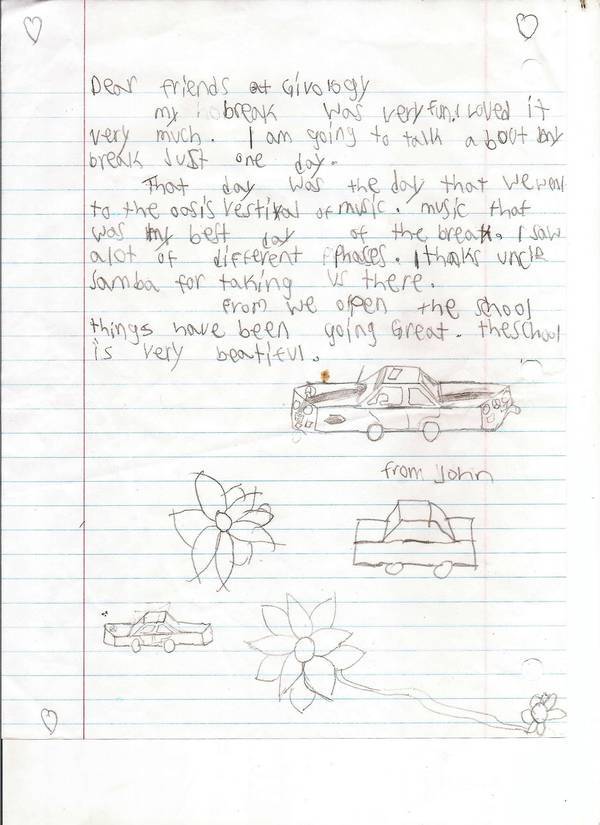 Dear friends at Givology
my break was very fun. I loved it
very much. I am going to talk about my
break Just one day.
That day was the day that we went
to the oasis vestival of music. music that
was my best day of the break. I saw
alot of different phases. I thaks uncle
samba for taking us there.
from we open the school
things have been going Great. the school
is very beatiful.
from John